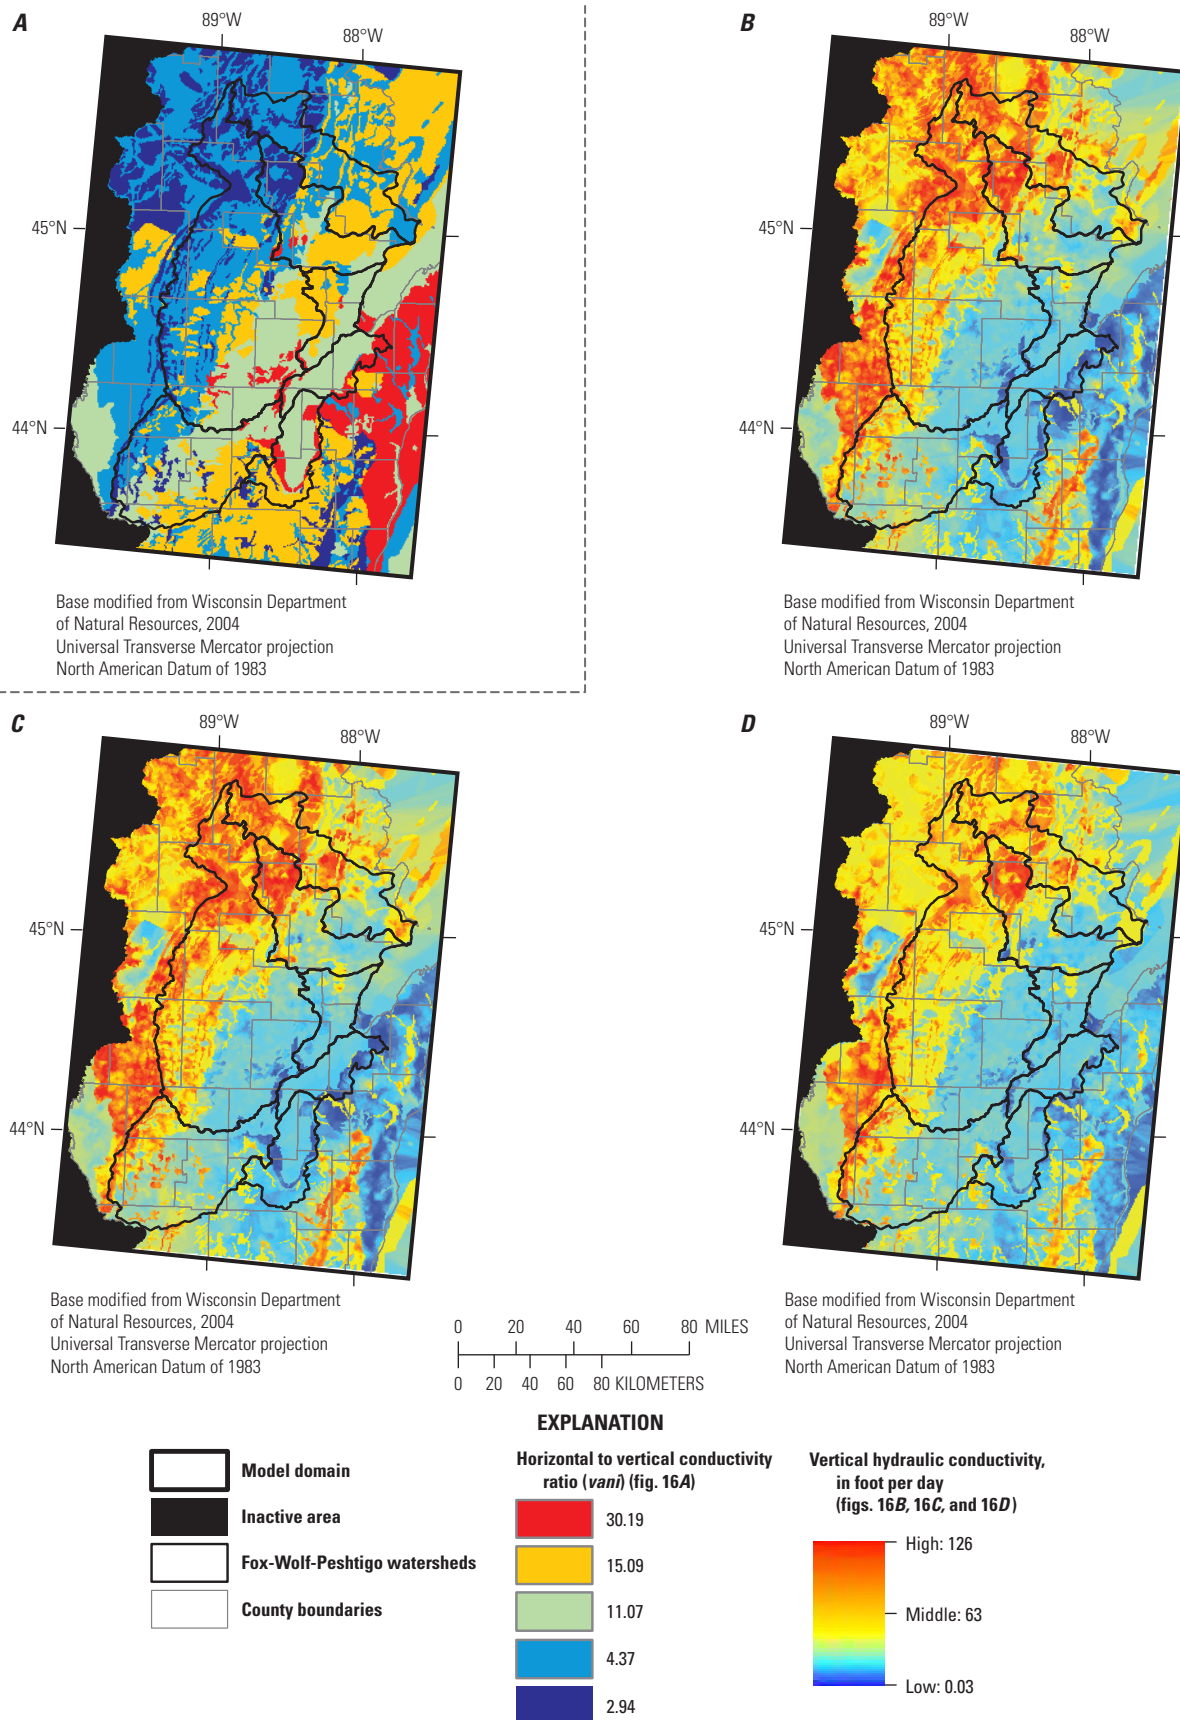 A
89°W
88°W
45°N
44°N
Base modified from Wisconsin Department
of Natural Resources, 2004
Universal Transverse Mercator projection
North American Datum of 1983
B
89°W
88°W
45°N
44°N
Base modified from Wisconsin Department
of Natural Resources, 2004
Universal Transverse Mercator projection
North American Datum of 1983
C
89°W
88°W
45°N
44°N
Base modified from Wisconsin Department
of Natural Resources, 2004
Universal Transverse Mercator projection
North American Datum of 1983
D
89°W
88°W
45°N
44°N
Base modified from Wisconsin Department
of Natural Resources, 2004
Universal Transverse Mercator projection
North American Datum of 1983
0 20 40 60 80 MILES
0 20 40 60 80 KILOMETERS
EXPLANATION
Model domain
Inactive area
Fox-Wolf-Peshtigo watersheds
County boundaries
Horizontal to vertical conductivity
ratio (vani) (fig. 16A)
30.19
15.09
11.07
4.37
2.94
Vertical hydraulic conductivity,
in foot per day
(figs. 16B, 16C, and 16D)
High: 126
Middle: 63
Low: 0.03